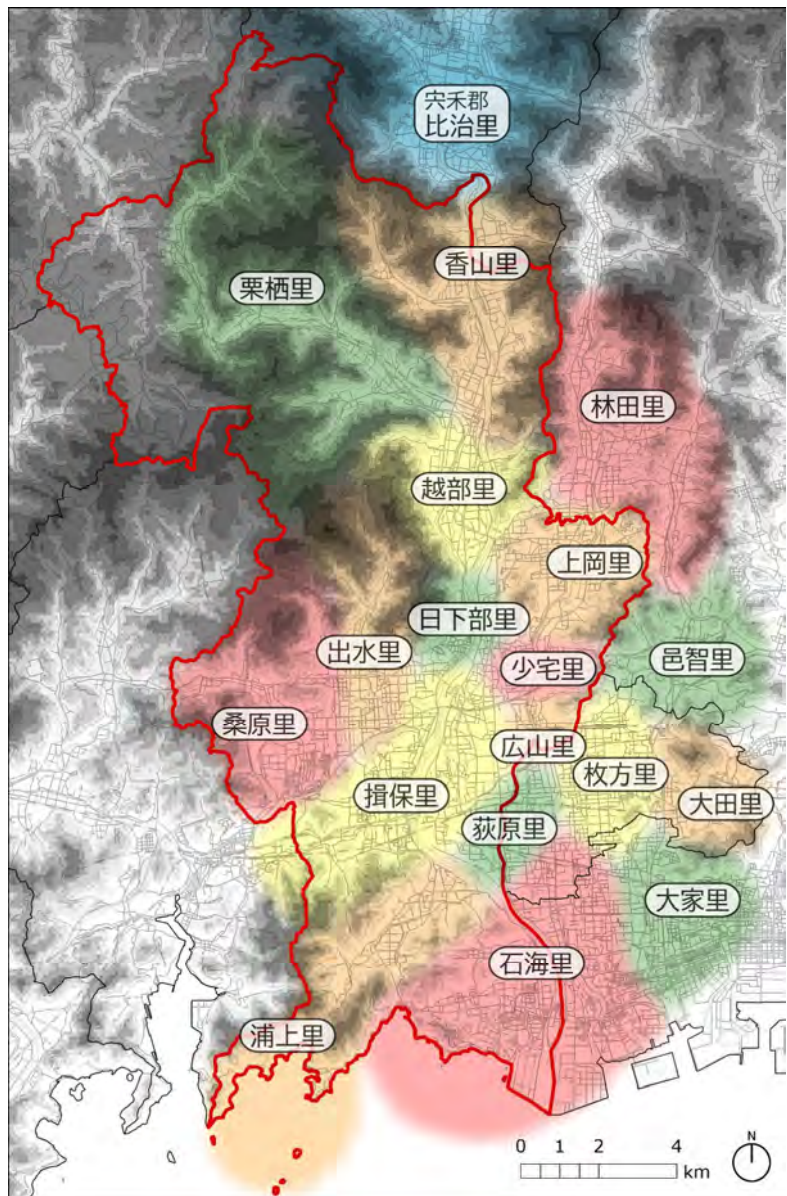 宍禾郡
比治里
香山里
栗栖里
林田里
越部里
上岡里
日下部里
出水里
少宅里
邑智里
桑原里
広山里
枚方里
揖保里
大田里
荻原里
大家里
石海里
浦上里
N
0 1 2 4
km